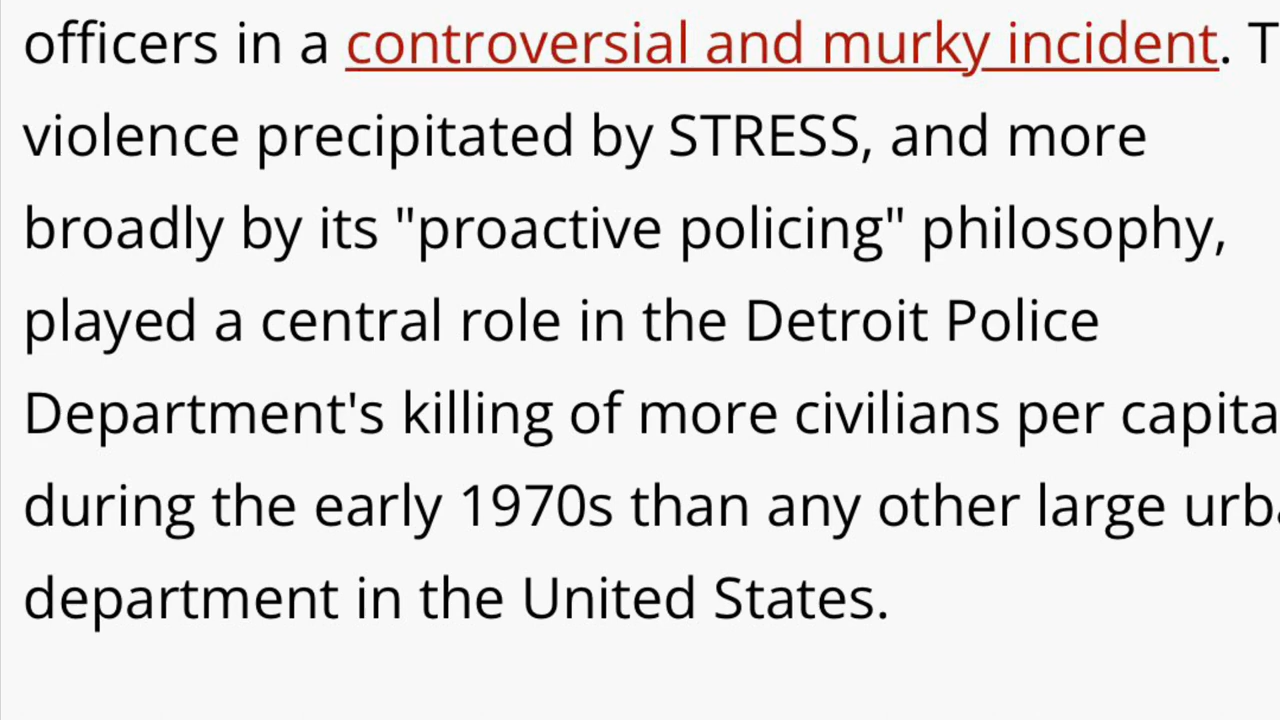 officers in a controversial and murky incident. T
violence precipitated by STRESS, and more
broadly by its "proactive policing" philosophy,
played a central role in the Detroit Police
Department's killing of more civilians per capita
during the early 1970s than any other large urb
department in the United States.